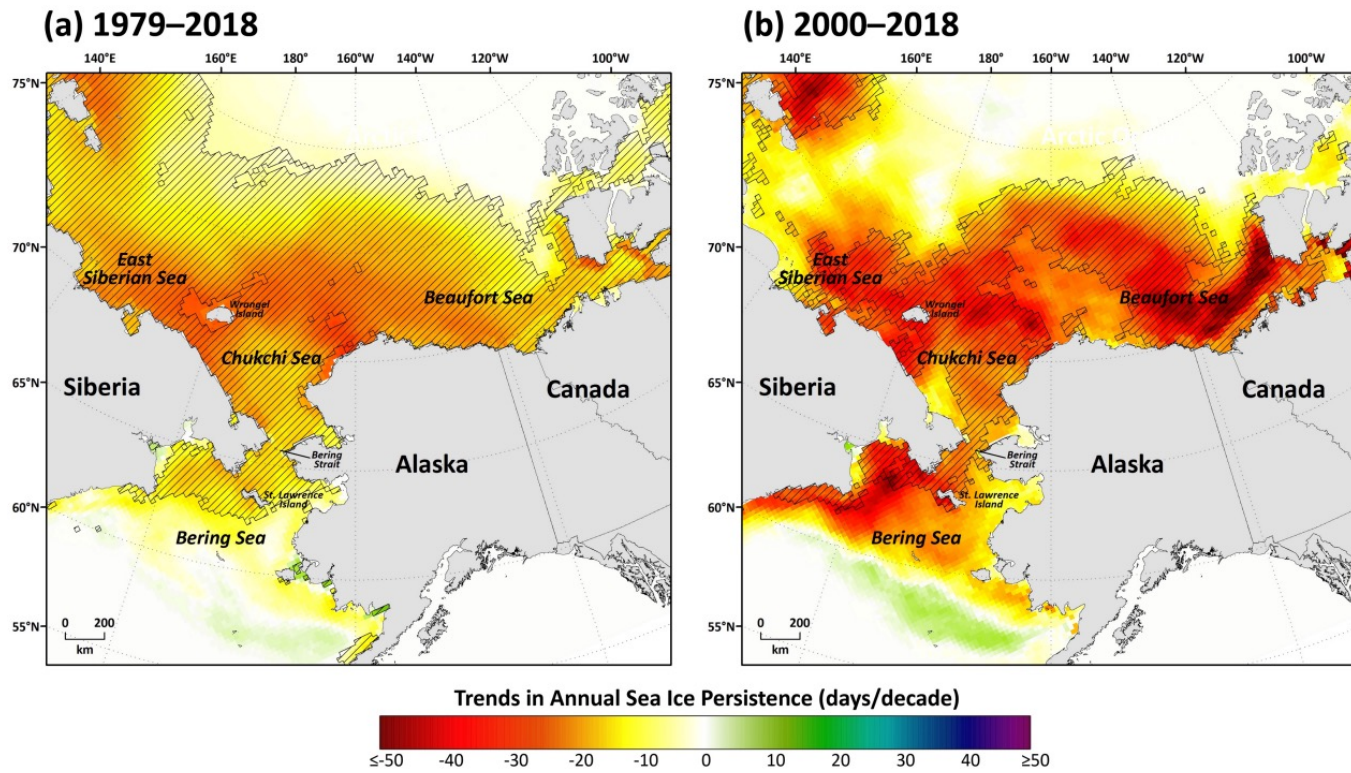 (a) 1979–2018
140°E 160°E 180° 160°W 140°W 120°W 100°W
75°N
70°N
65°N
60°N
55°N
East
Siberian Sea
Wrangel
Island
Beaufort Sea
Chukchi Sea
Siberia
Canada
Bering
Strait
Alaska
St. Lawrence
Island
Bering Sea
0 200
km
(b) 2000–2018
140°E 160°E 180° 160°W 140°W 120°W 100°W
75°N
Arctic
70°N
65°N
60°N
55°N
East
Siberian Sea
Wrangel
Island
Beaufort Sea
Chukchi Sea
Siberia
Canada
Bering
Strait
Alaska
St. Lawrence
Island
Bering Sea
0 200
km
Trends in Annual Sea Ice Persistence (days/decade)
≤-50 -40 -30 -20 -10 0 10 20 30 40 ≥50